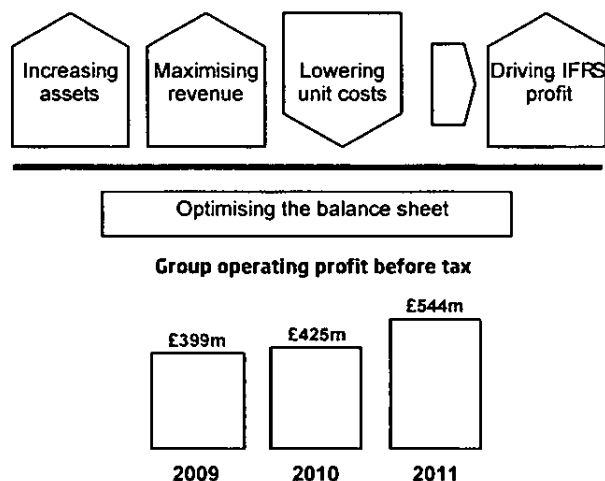 Increasing
assets
Maximising
revenue
Lowering
unit costs
Driving IFRS
profit
Optimising the balance sheet
Group operating profit before tax
£399m
£425m
£544m
2009
2010
2011